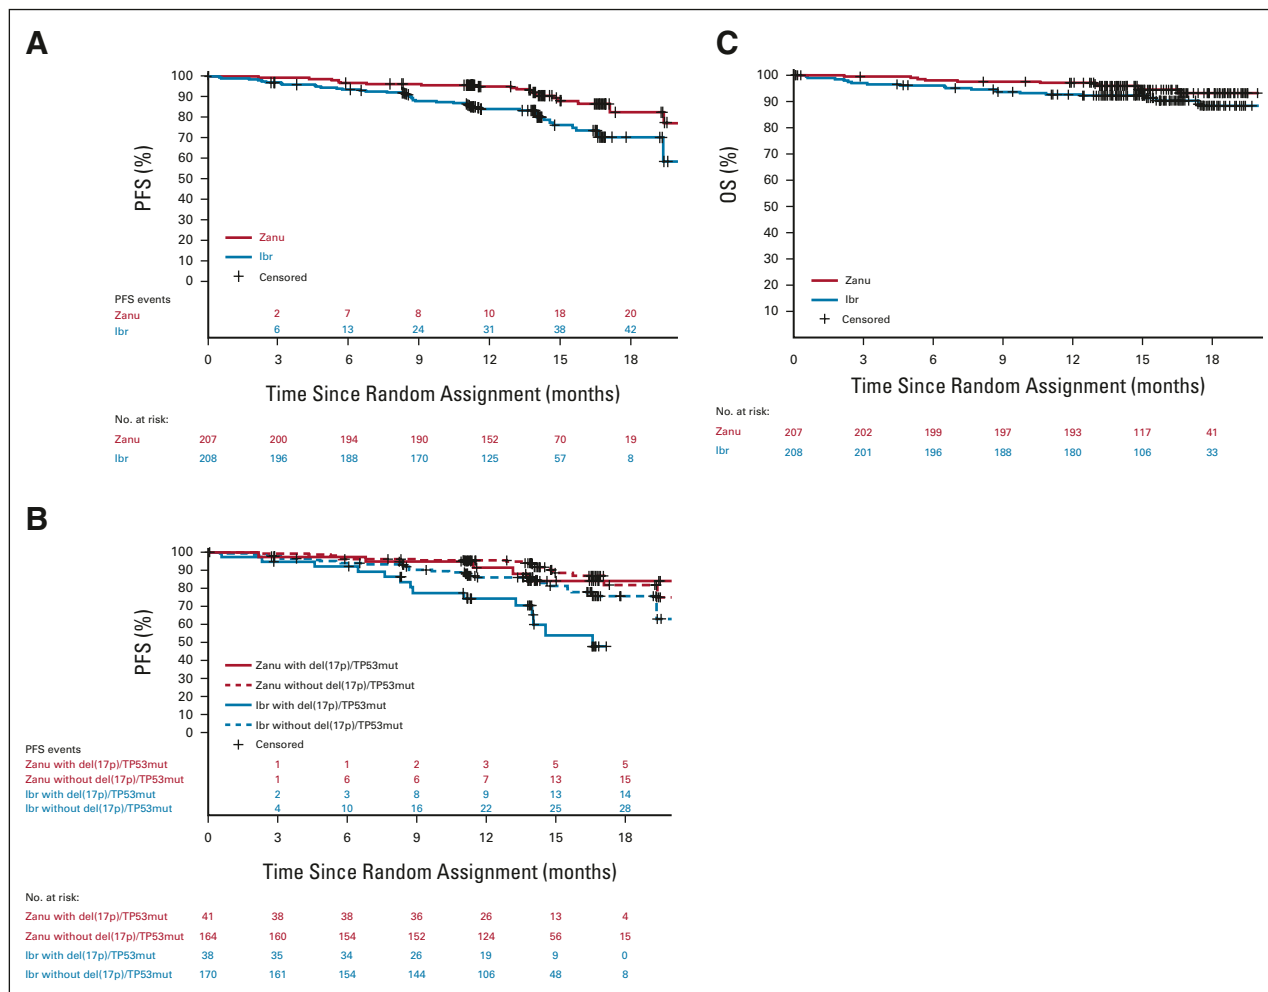 A
PFS (%)
100
90
80
70
60
50
40
30
20
10
0
Zanu
Ibr
Censored
PFS events
Zanu 2 7 8 10 18 20
Ibr 6 13 24 31 38 42
0 3 6 9 12 15 18
Time Since Random Assignment (months)
No. at risk:
Zanu 207 200 194 190 152 70 19
Ibr 208 196 188 170 125 57 8
C
OS (%)
100
90
80
70
60
50
40
30
20
10
Zanu
Ibr
Censored
0 3 6 9 12 15 18
Time Since Random Assignment (months)
No. at risk:
Zanu 207 202 199 197 193 117 41
Ibr 208 201 196 188 180 106 33
B
PFS (%)
100
90
80
70
60
50
40
30
20
10
0
Zanu with del(17p)/TP53mut
Zanu without del(17p)/TP53mut
Ibr with del(17p)/TP53mut
Ibr without del(17p)/TP53mut
Censored
PFS events
Zanu with del(17p)/TP53mut 1 1 2 3 5 5
Zanu without del(17p)/TP53mut 1 6 6 7 13 15
Ibr with del(17p)/TP53mut 2 3 8 9 13 14
Ibr without del(17p)/TP53mut 4 10 16 22 25 28
0 3 6 9 12 15 18
Time Since Random Assignment (months)
No. at risk:
Zanu with del(17p)/TP53mut 41 38 38 36 26 13 4
Zanu without del(17p)/TP53mut 164 160 154 152 124 56 15
Ibr with del(17p)/TP53mut 38 35 34 26 19 9 0
Ibr without del(17p)/TP53mut 170 161 154 144 106 48 8